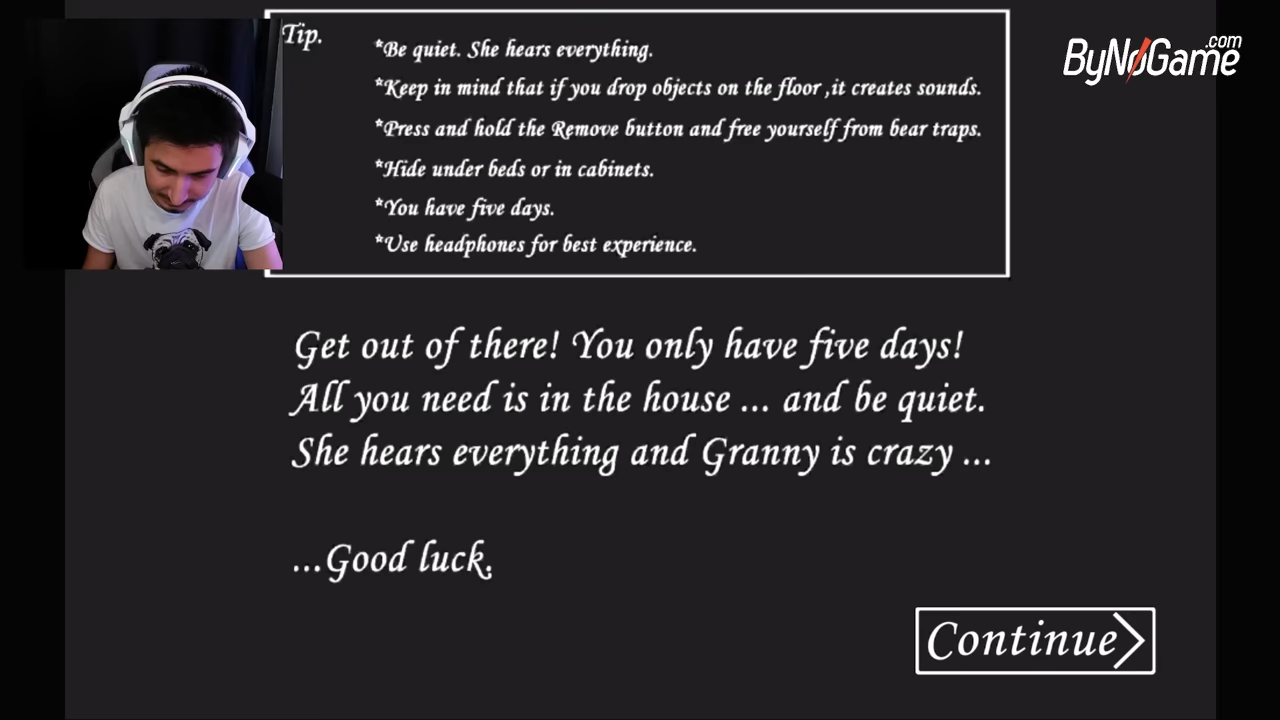 Tip.
*Be quiet. She hears everything.
*Keep in mind that if you drop objects on the floor ,it creates sounds.
*Press and hold the Remove button and free yourself from bear traps.
*Hide under beds or in cabinets.
*You have five days.
*Use headphones for best experience.
ByNoGame.com
Get out of there! You only have five days!
All you need is in the house ... and be quiet.
She hears everything and Granny is crazy ...
...Good luck.
Continue